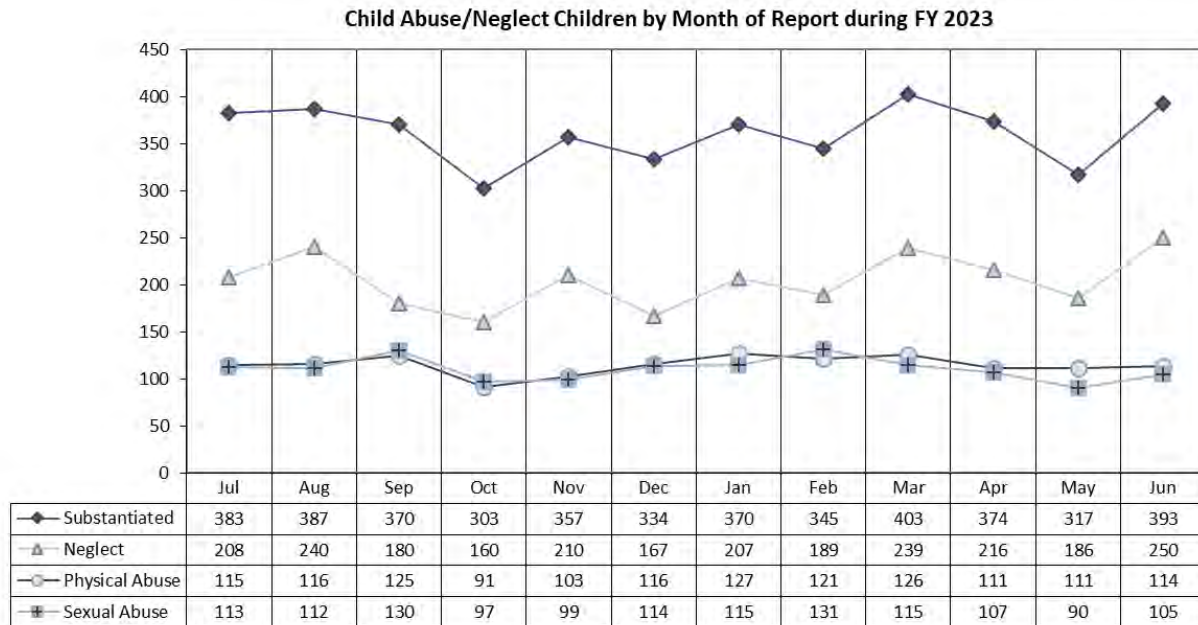 Child Abuse/Neglect Children by Month of Report during FY 2023
450
400
350
300
250
200
150
100
50
0
Jul Aug Sep Oct Nov Dec Jan Feb Mar Apr May Jun
Substantiated 383 387 370 303 357 334 370 345 403 374 317 393
Neglect 208 240 180 160 210 167 207 189 239 216 186 250
Physical Abuse 115 116 125 91 103 116 127 121 126 111 111 114
Sexual Abuse 113 112 130 97 99 114 115 131 115 107 90 105